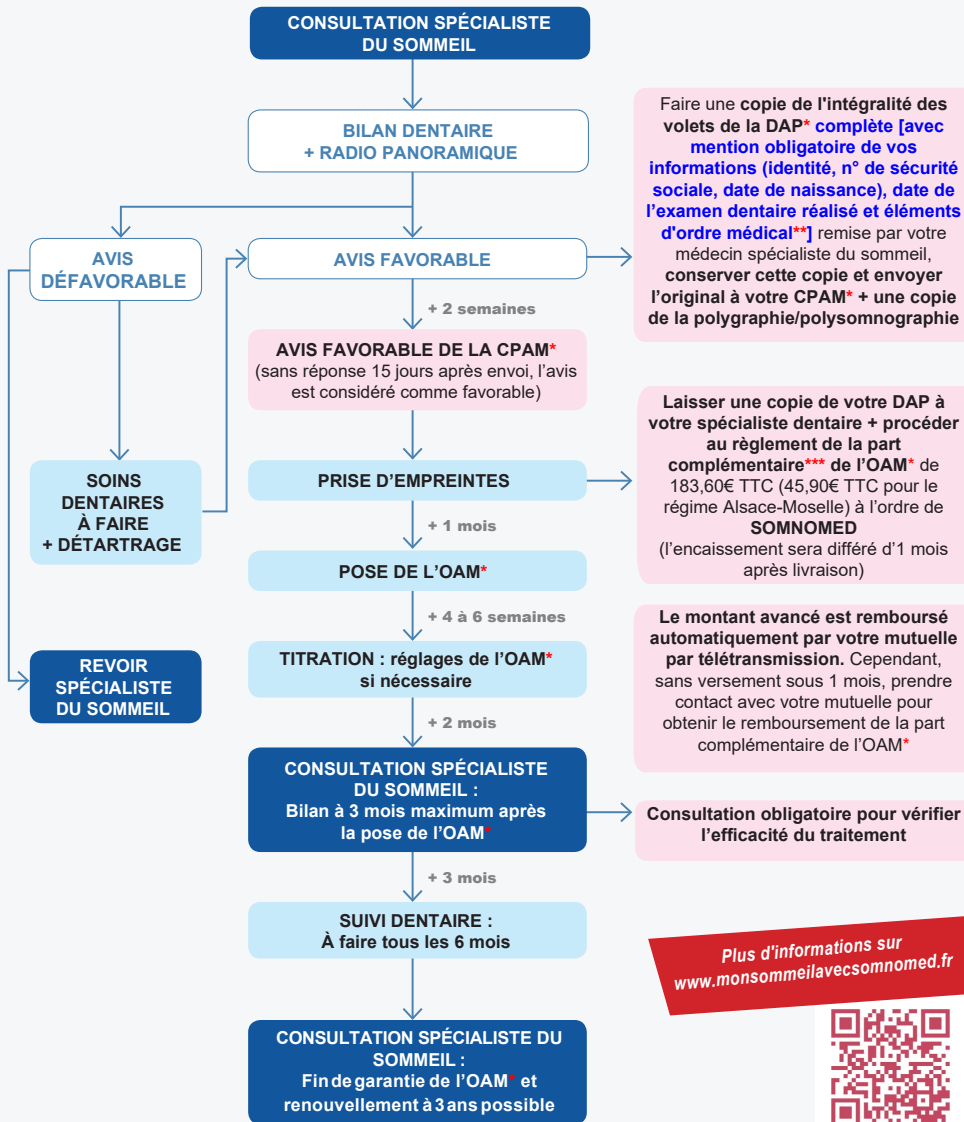 CONSULTATION SPÉCIALISTE
DU SOMMEIL
BILAN DENTAIRE
+ RADIO PANORAMIQUE
AVIS
DÉFAVORABLE
AVIS FAVORABLE
Faire une copie de l'intégralité des
volets de la DAP* complète [avec
mention obligatoire de vos
informations (identité, n° de sécurité
sociale, date de naissance), date de
l’examen dentaire réalisé et éléments
d'ordre médical**] remise par votre
médecin spécialiste du sommeil,
conserver cette copie et envoyer
l’original à votre CPAM* + une copie
de la polygraphie/polysomnographie
+ 2 semaines
AVIS FAVORABLE DE LA CPAM*
(sans réponse 15 jours après envoi, l’avis
est considéré comme favorable)
SOINS
DENTAIRES
À FAIRE
+ DÉTARTRAGE
PRISE D’EMPREINTES
Laisser une copie de votre DAP à
votre spécialiste dentaire + procéder
au règlement de la part
complémentaire*** de l’OAM* de
183,60€ TTC (45,90€ TTC pour le
régime Alsace-Moselle) à l’ordre de
SOMNOMED
(l’encaissement sera différé d’1 mois
après livraison)
+ 1 mois
POSE DE L’OAM*
+ 4 à 6 semaines
REVOIR
SPÉCIALISTE
DU SOMMEIL
TITRATION : réglages de l’OAM*
si nécessaire
Le montant avancé est remboursé
automatiquement par votre mutuelle
par télétransmission. Cependant,
sans versement sous 1 mois, prendre
contact avec votre mutuelle pour
obtenir le remboursement de la part
complémentaire de l’OAM*
+ 2 mois
CONSULTATION SPÉCIALISTE
DU SOMMEIL :
Bilan à 3 mois maximum après
la pose de l’OAM*
Consultation obligatoire pour vérifier
l’efficacité du traitement
+ 3 mois
SUIVI DENTAIRE :
À faire tous les 6 mois
Plus d'informations sur
www.monsommeilavecsomnomed.fr
CONSULTATION SPÉCIALISTE DU
SOMMEIL :
Fin de garantie de l’OAM* et
renouvellement à 3 ans possible